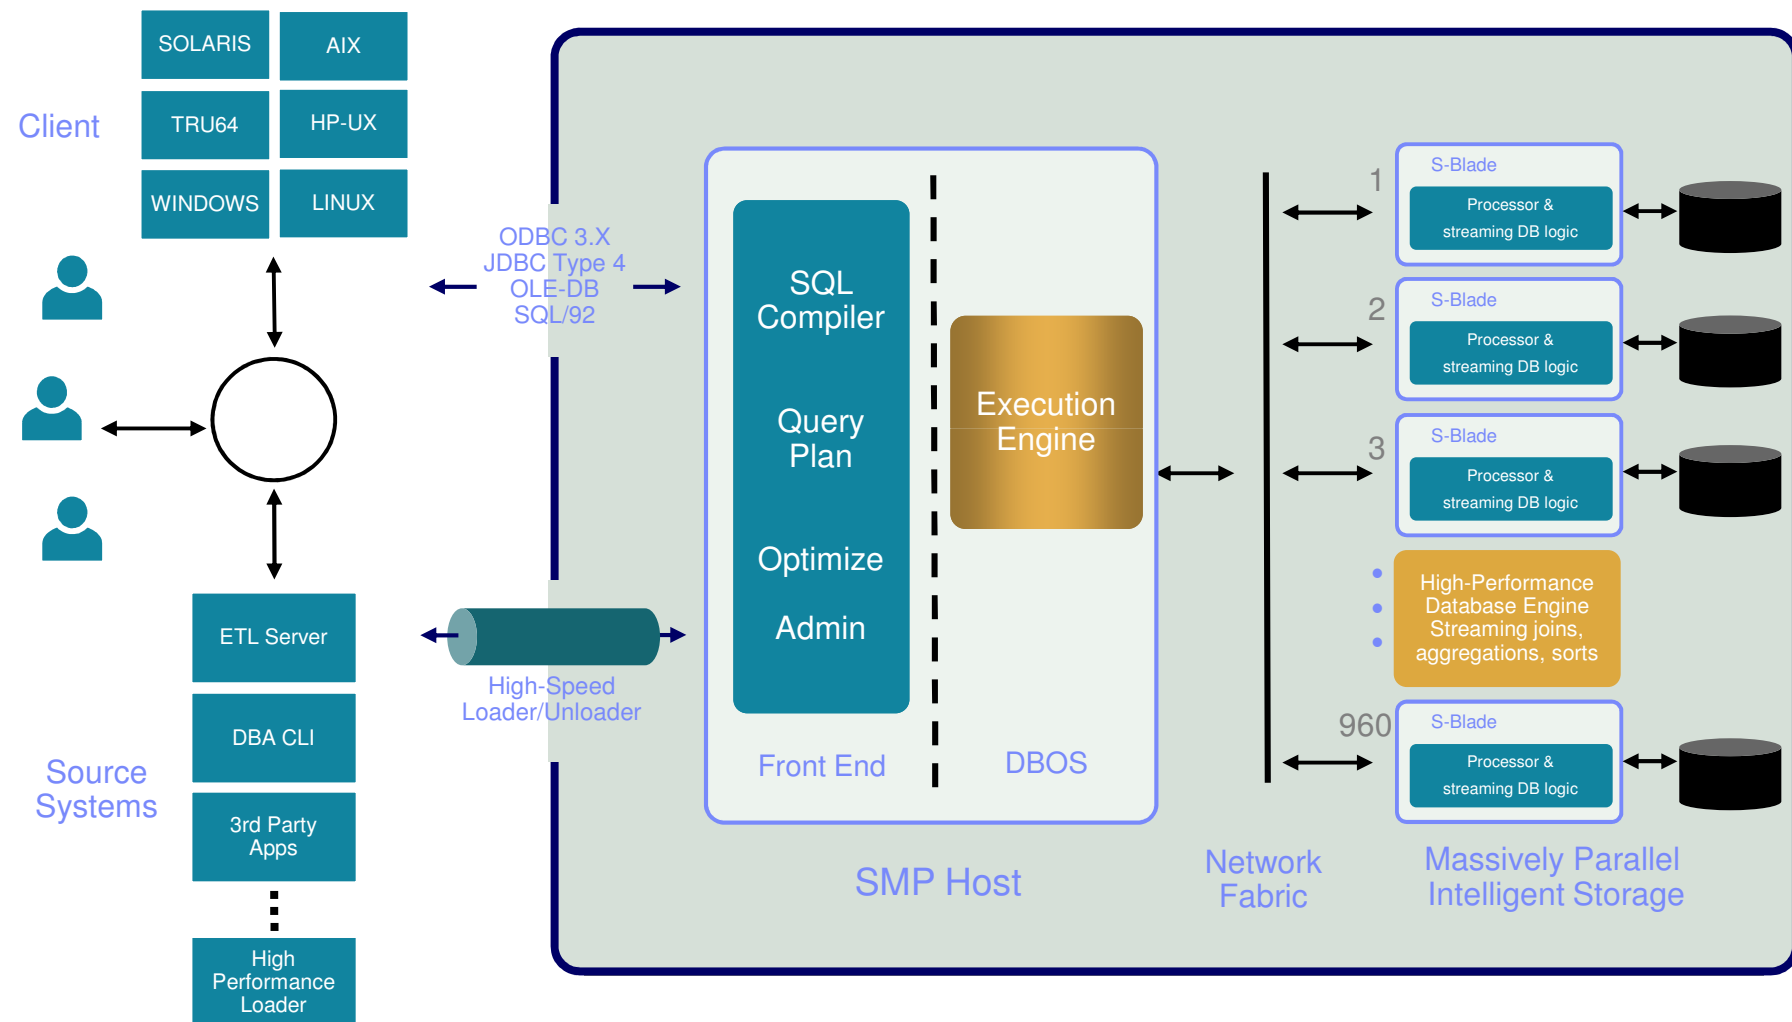 SOLARIS
AIX
TRU64
HP-UX
WINDOWS
LINUX
Client
ODBC 3.X
JDBC Type 4
OLE-DB
SQL/92
High-Speed
Loader/Unloader
ETL Server
DBA CLI
3rd Party
Apps
High
Performance
Loader
Source
Systems
SQL
Compiler
Query
Plan
Optimize
Admin
Front End
Execution
Engine
DBOS
SMP Host
Network
Fabric
1
S-Blade
Processor &
streaming DB logic
2
S-Blade
Processor &
streaming DB logic
3
S-Blade
Processor &
streaming DB logic
High-Performance
Database Engine
Streaming joins,
aggregations, sorts
960
S-Blade
Processor &
streaming DB logic
Massively Parallel
Intelligent Storage